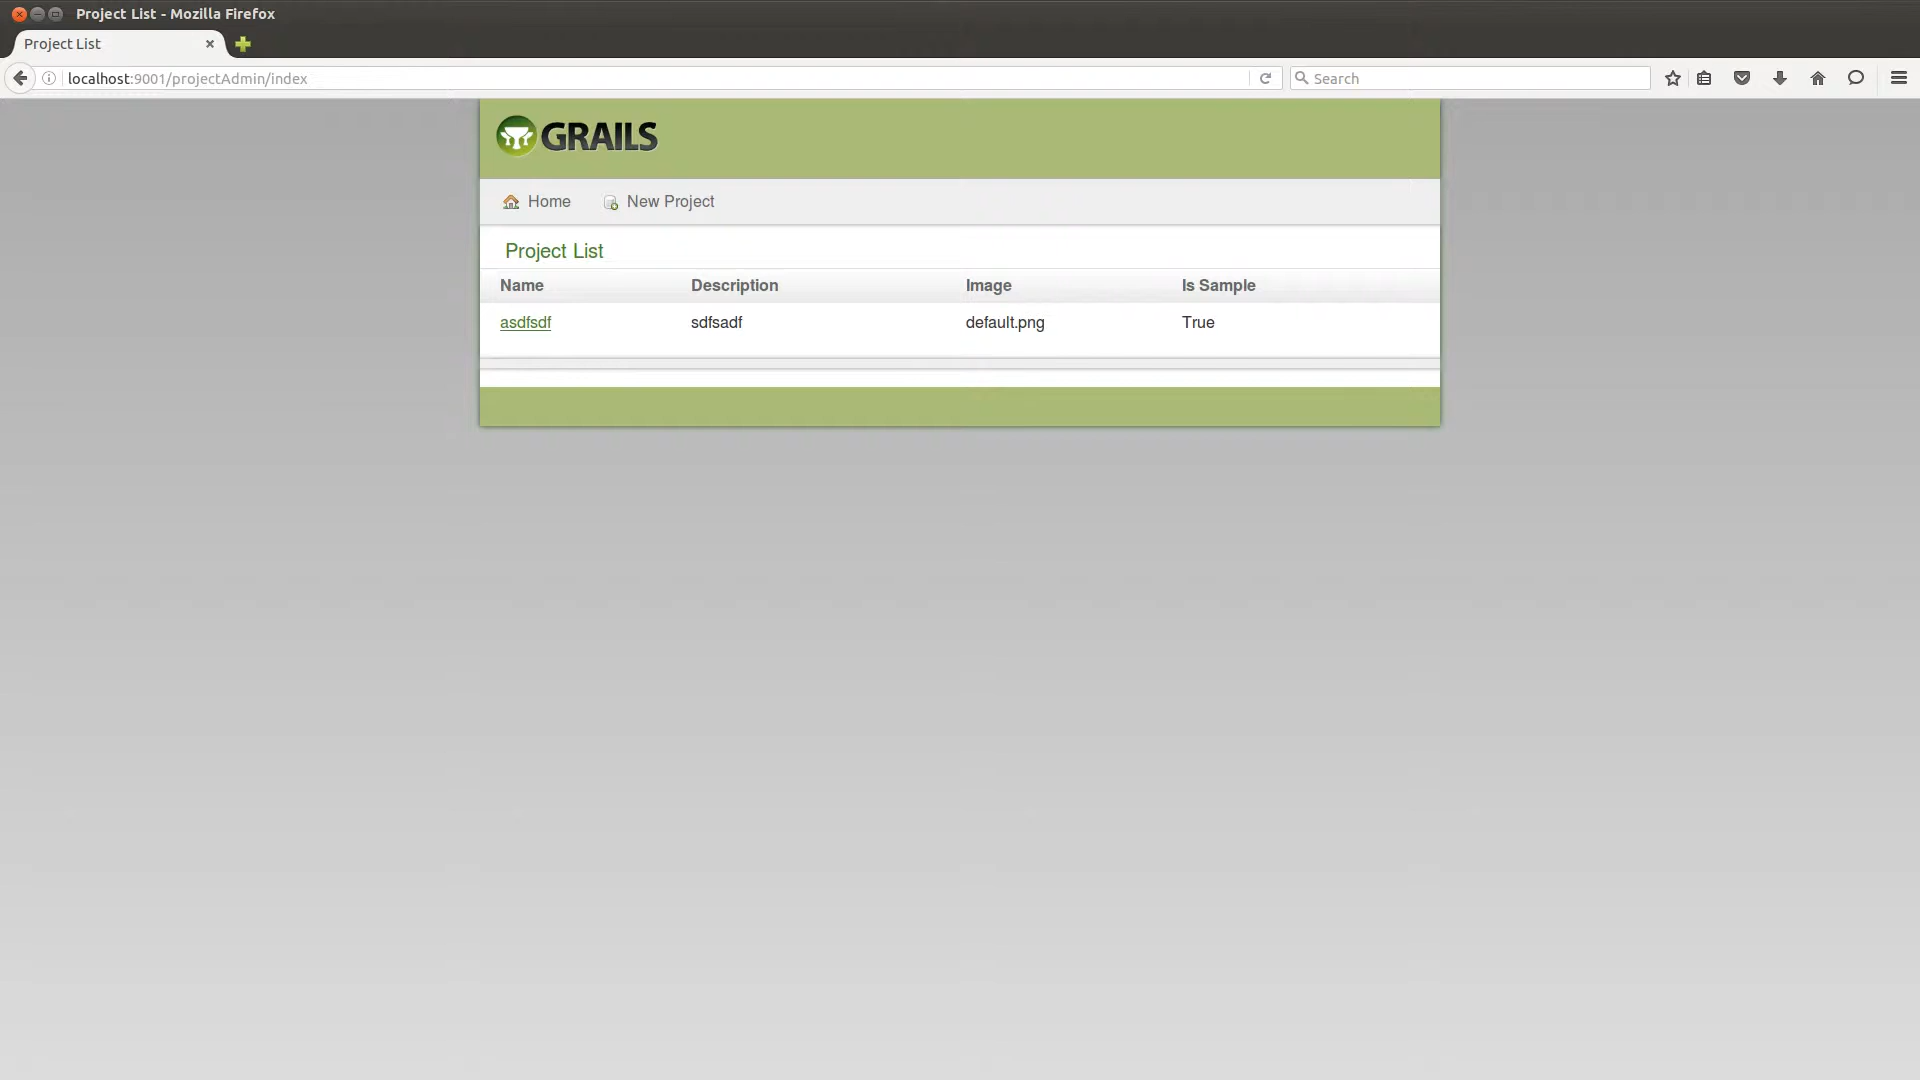 Project List - Mozilla Firefox
Project List
localhost:9001/projectAdmin/index
Search
GRAILS
Home New Project
Project List
Name Description Image Is Sample
asdfsdf sdfsadf default.png True